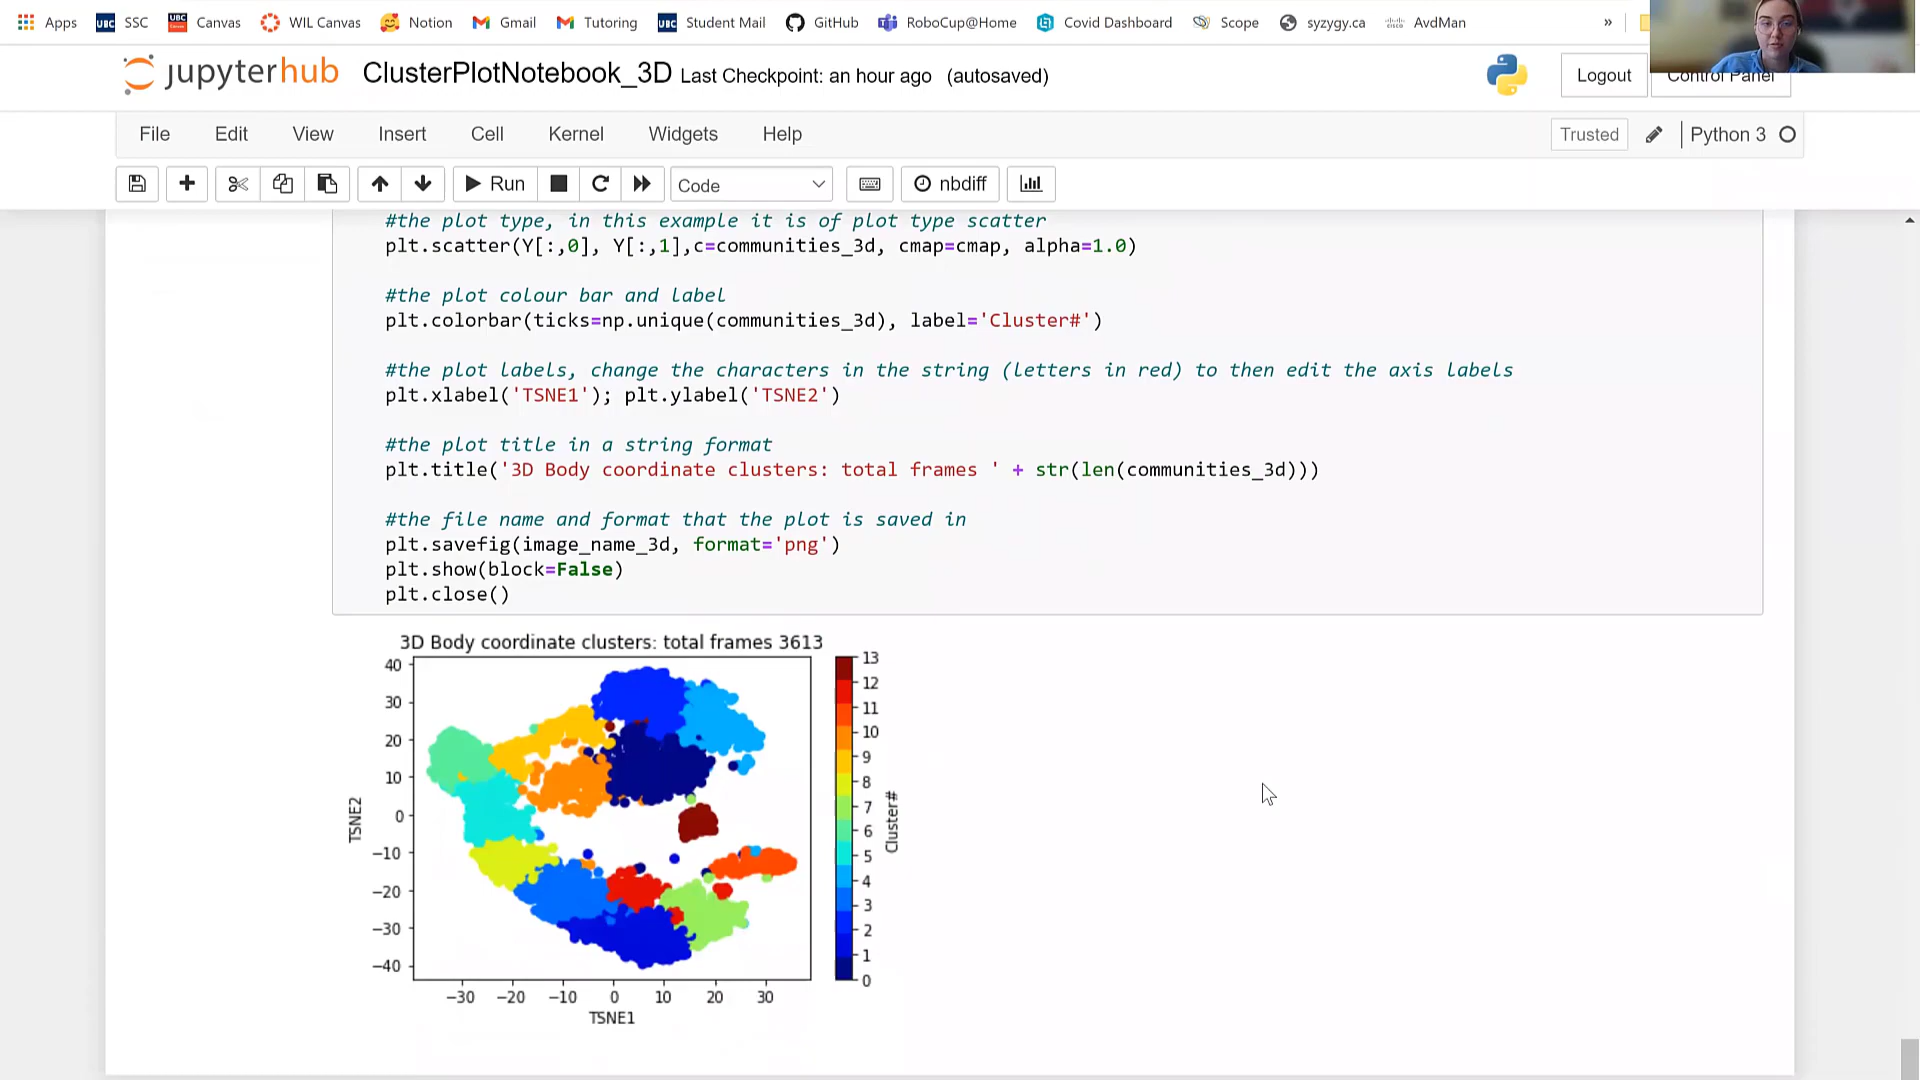 Apps UBC SSC UBC Canvas WIL Canvas Notion Gmail Tutoring UBC Student Mail GitHub RoboCup@Home Covid Dashboard Scope syzygy.ca AvdMan »
jupyterhub ClusterPlotNotebook_3D Last Checkpoint: an hour ago (autosaved) Logout Control Panel
File Edit View Insert Cell Kernel Widgets Help Trusted Python 3
Run Code nbdiff
#the plot type, in this example it is of plot type scatter
plt.scatter(Y[:,0], Y[:,1],c=communities_3d, cmap=cmap, alpha=1.0)
#the plot colour bar and label
plt.colorbar(ticks=np.unique(communities_3d), label='Cluster#')
#the plot labels, change the characters in the string (letters in red) to then edit the axis labels
plt.xlabel('TSNE1'); plt.ylabel('TSNE2')
#the plot title in a string format
plt.title('3D Body coordinate clusters: total frames ' + str(len(communities_3d)))
#the file name and format that the plot is saved in
plt.savefig(image_name_3d, format='png')
plt.show(block=False)
plt.close()
3D Body coordinate clusters: total frames 3613
40
30
20
10
0
−10
−20
−30
−40
TSNE2
−30 −20 −10 0 10 20 30
TSNE1
13
12
11
10
9
8
7
6
5
4
3
2
1
0
Cluster#